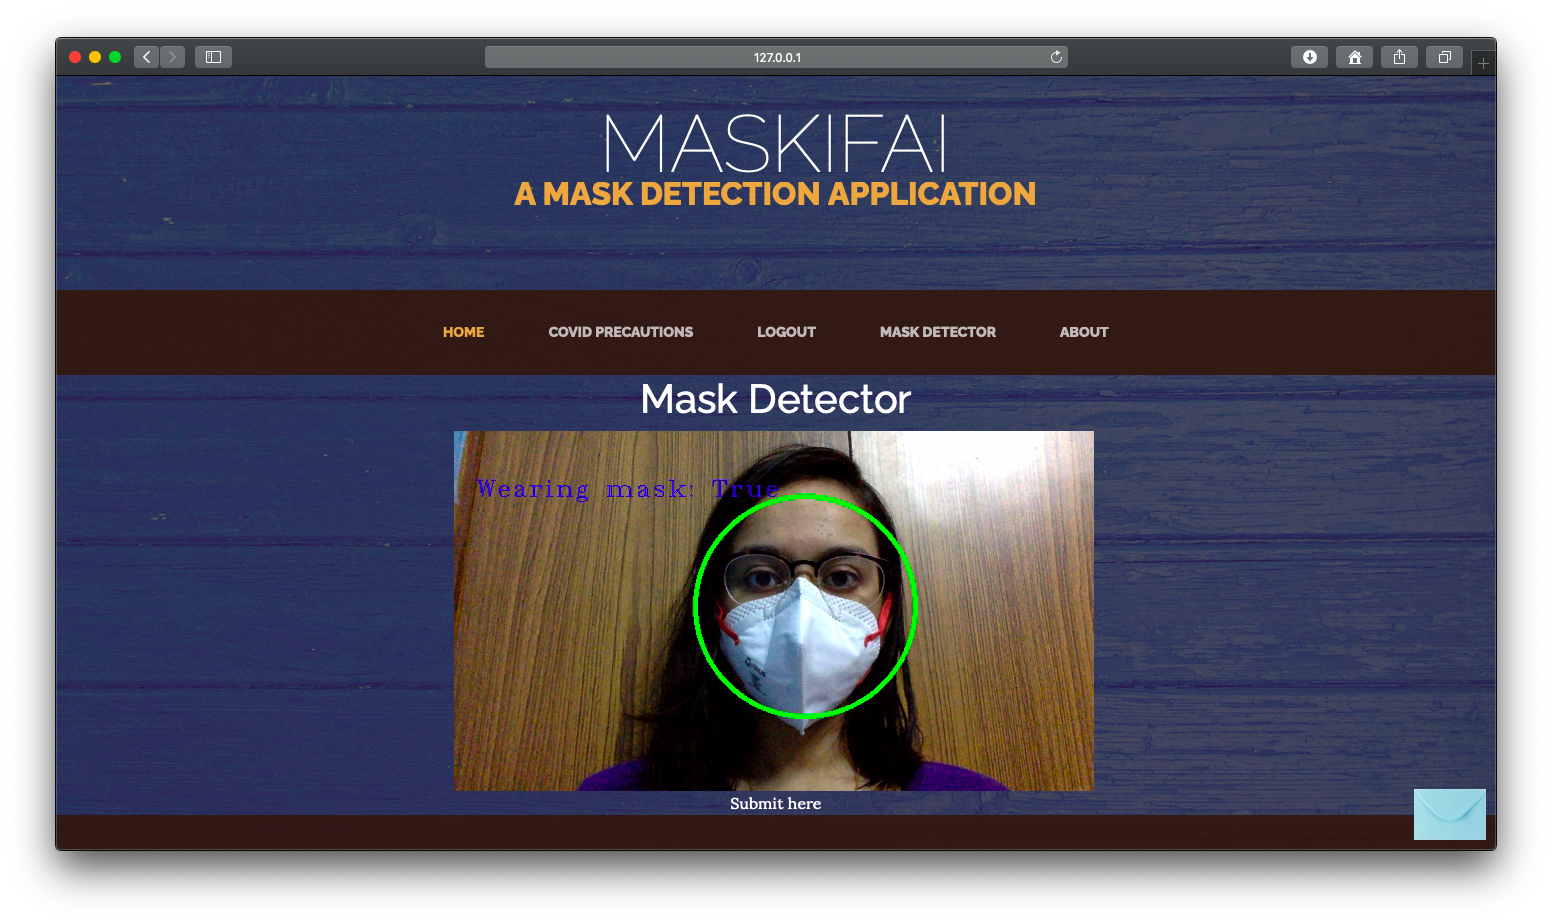 127.0.0.1
MASKIFAI
A MASK DETECTION APPLICATION
HOME COVID PRECAUTIONS LOGOUT MASK DETECTOR ABOUT
Mask Detector
Wearing mask: True
Submit here